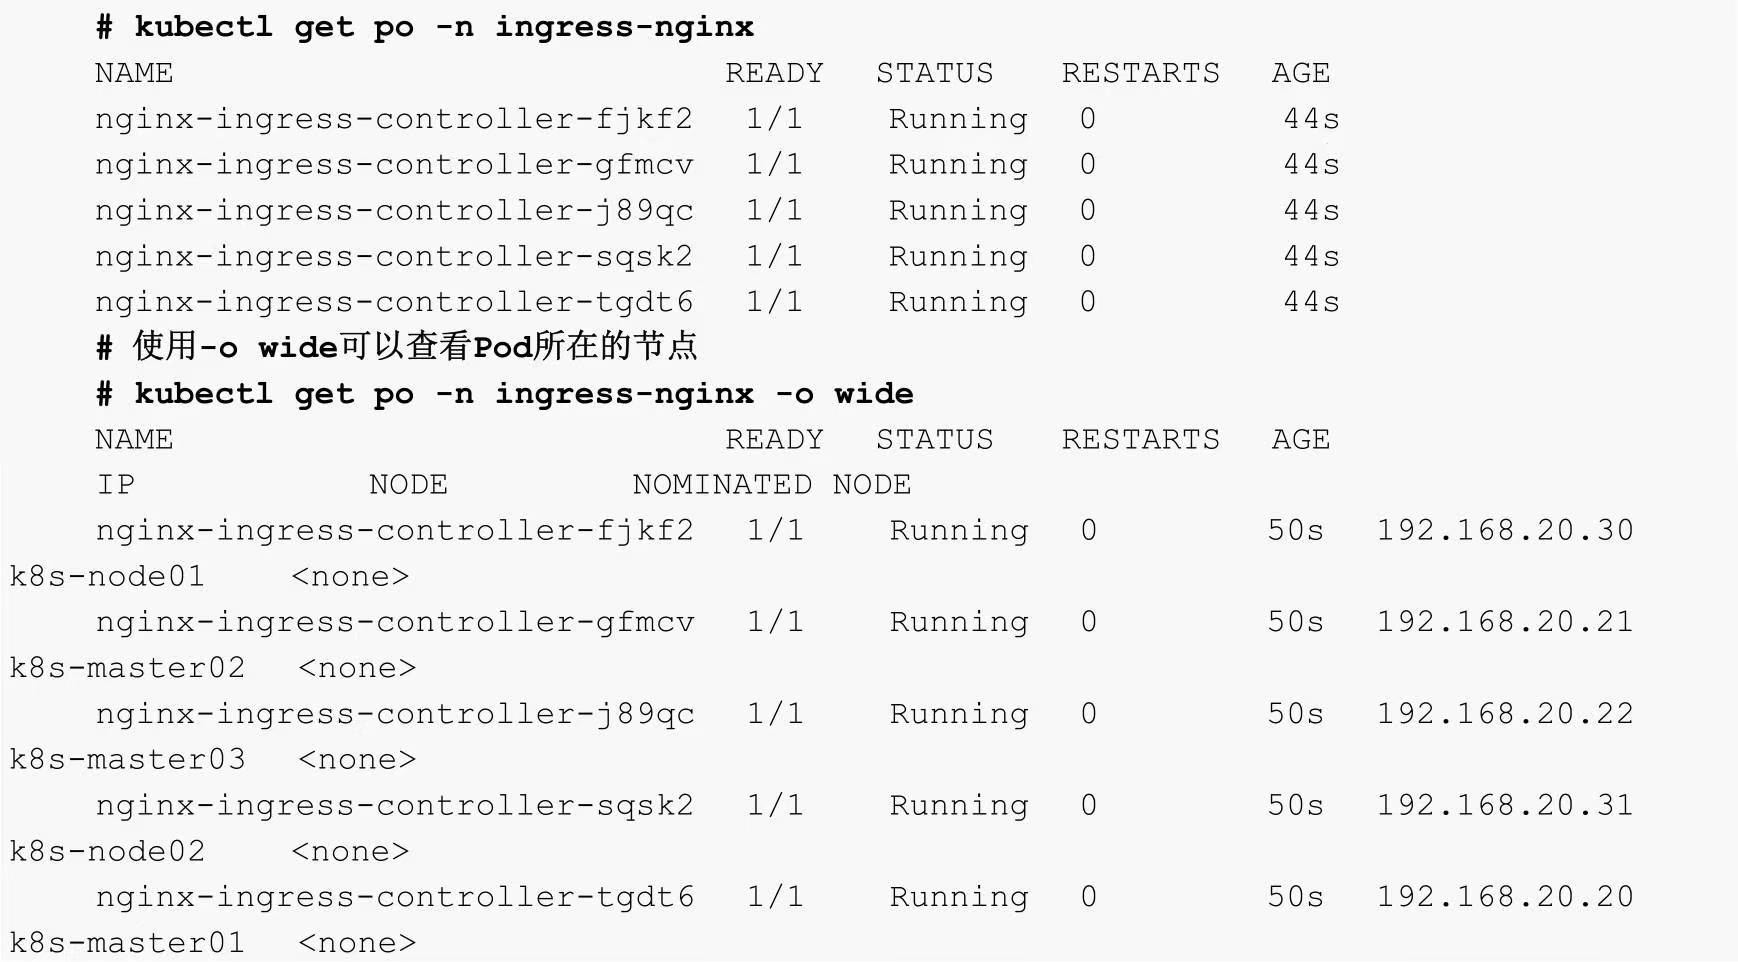 # kubectl get po -n ingress-nginx
NAME READY STATUS RESTARTS AGE
nginx-ingress-controller-fjkf2 1/1 Running 0 44s
nginx-ingress-controller-gfmcv 1/1 Running 0 44s
nginx-ingress-controller-j89qc 1/1 Running 0 44s
nginx-ingress-controller-sqsk2 1/1 Running 0 44s
nginx-ingress-controller-tgdt6 1/1 Running 0 44s
# 使用-o wide可以查看Pod所在的节点
# kubectl get po -n ingress-nginx -o wide
NAME READY STATUS RESTARTS AGE
IP NODE NOMINATED NODE
nginx-ingress-controller-fjkf2 1/1 Running 0 50s 192.168.20.30
k8s-node01 <none>
nginx-ingress-controller-gfmcv 1/1 Running 0 50s 192.168.20.21
k8s-master02 <none>
nginx-ingress-controller-j89qc 1/1 Running 0 50s 192.168.20.22
k8s-master03 <none>
nginx-ingress-controller-sqsk2 1/1 Running 0 50s 192.168.20.31
k8s-node02 <none>
nginx-ingress-controller-tgdt6 1/1 Running 0 50s 192.168.20.20
k8s-master01 <none>